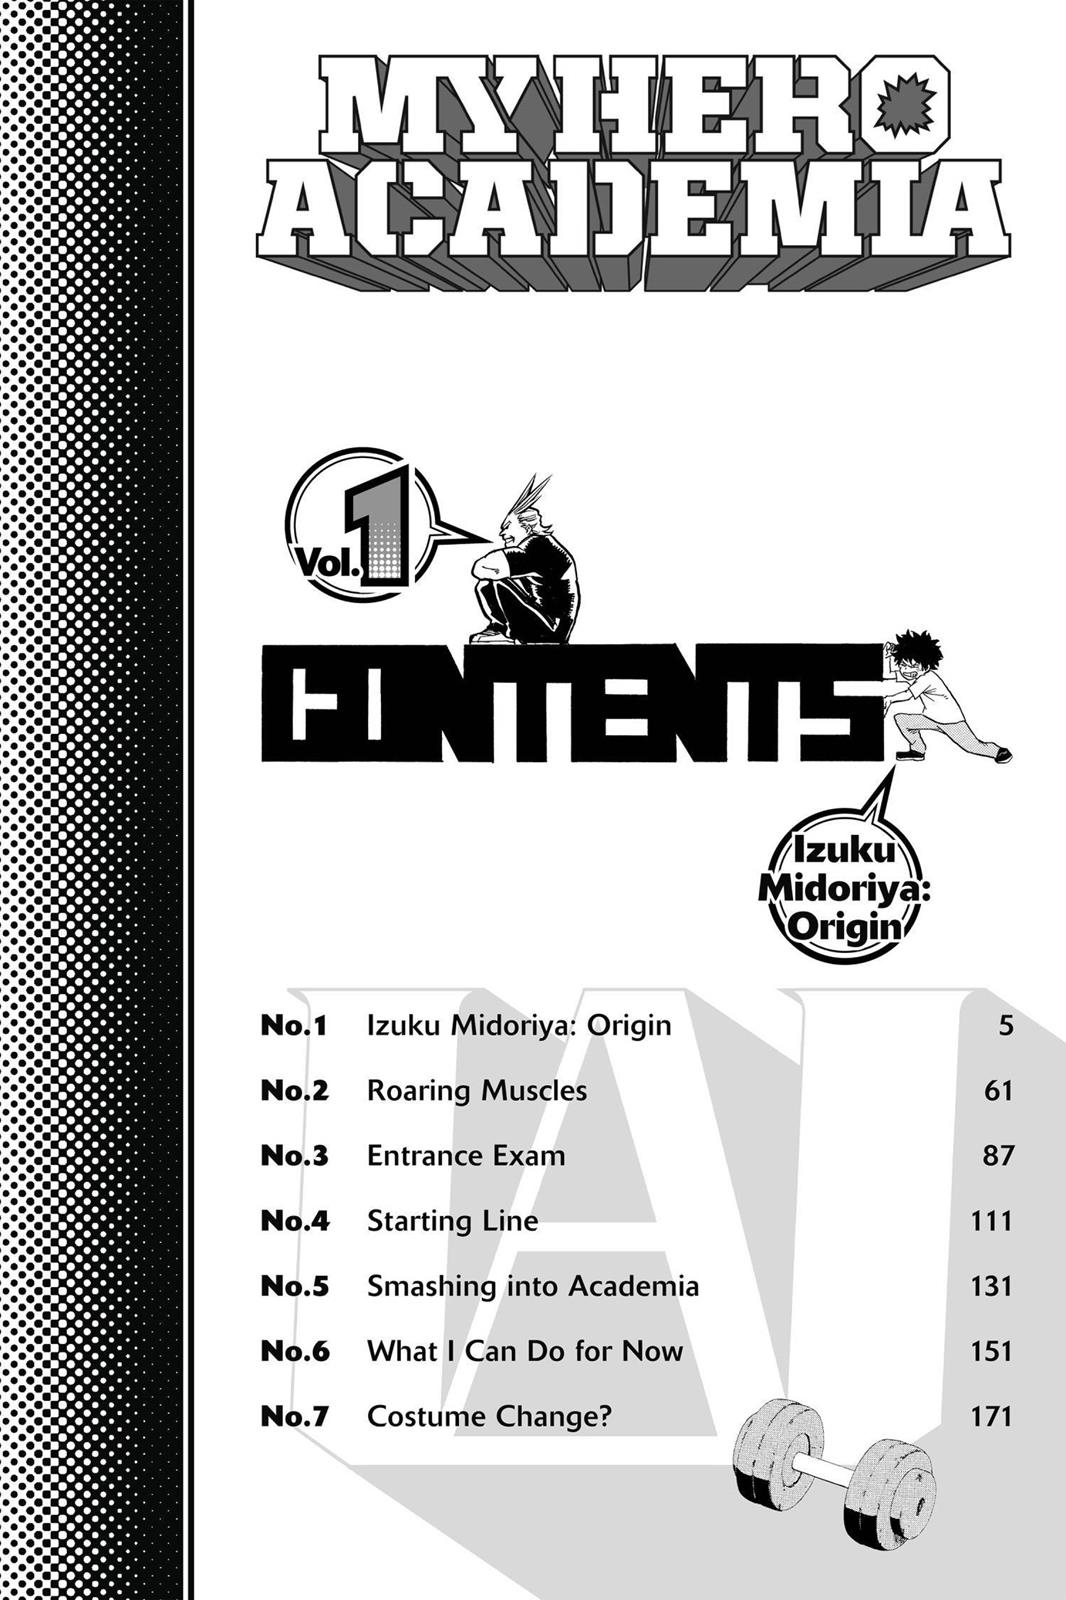 MY HERO
ACADEMIA
Vol.1
CONTENTS
Izuku
Midoriya:
Origin
No.1 Izuku Midoriya: Origin 5
No.2 Roaring Muscles 61
No.3 Entrance Exam 87
No.4 Starting Line 111
No.5 Smashing into Academia 131
No.6 What I Can Do for Now 151
No.7 Costume Change? 171